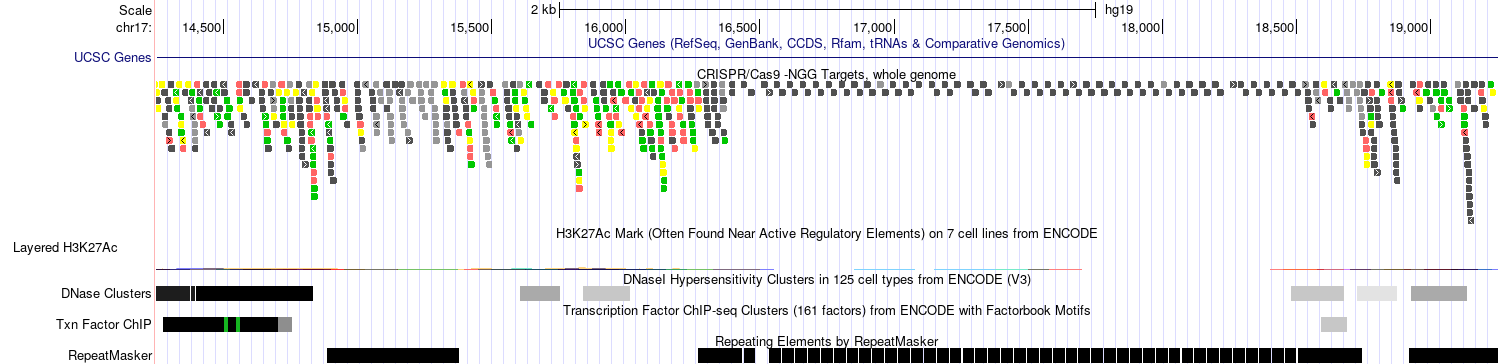 Scale 2 kb hg19
chr17: 14,500 15,000 15,500 16,000 16,500 17,000 17,500 18,000 18,500 19,000
UCSC Genes (RefSeq, GenBank, CCDS, Rfam, tRNAs & Comparative Genomics)
UCSC Genes
CRISPR/Cas9 -NGG Targets, whole genome
H3K27Ac Mark (Often Found Near Active Regulatory Elements) on 7 cell lines from ENCODE
Layered H3K27Ac
DNaseI Hypersensitivity Clusters in 125 cell types from ENCODE (V3)
DNase Clusters
Transcription Factor ChIP-seq Clusters (161 factors) from ENCODE with Factorbook Motifs
Txn Factor ChIP
Repeating Elements by RepeatMasker
RepeatMasker